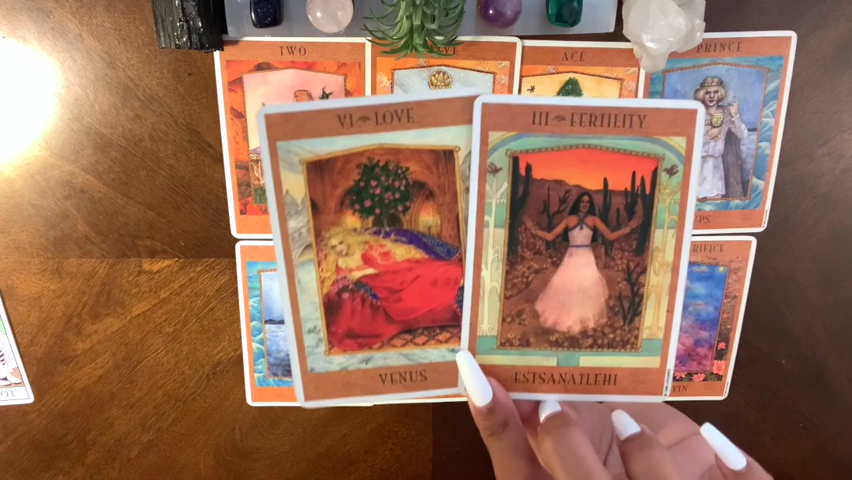 TWO
ACE
PRINCE
VI LOVE
III FERTILITY
VENUS
ESTSANATLEHI